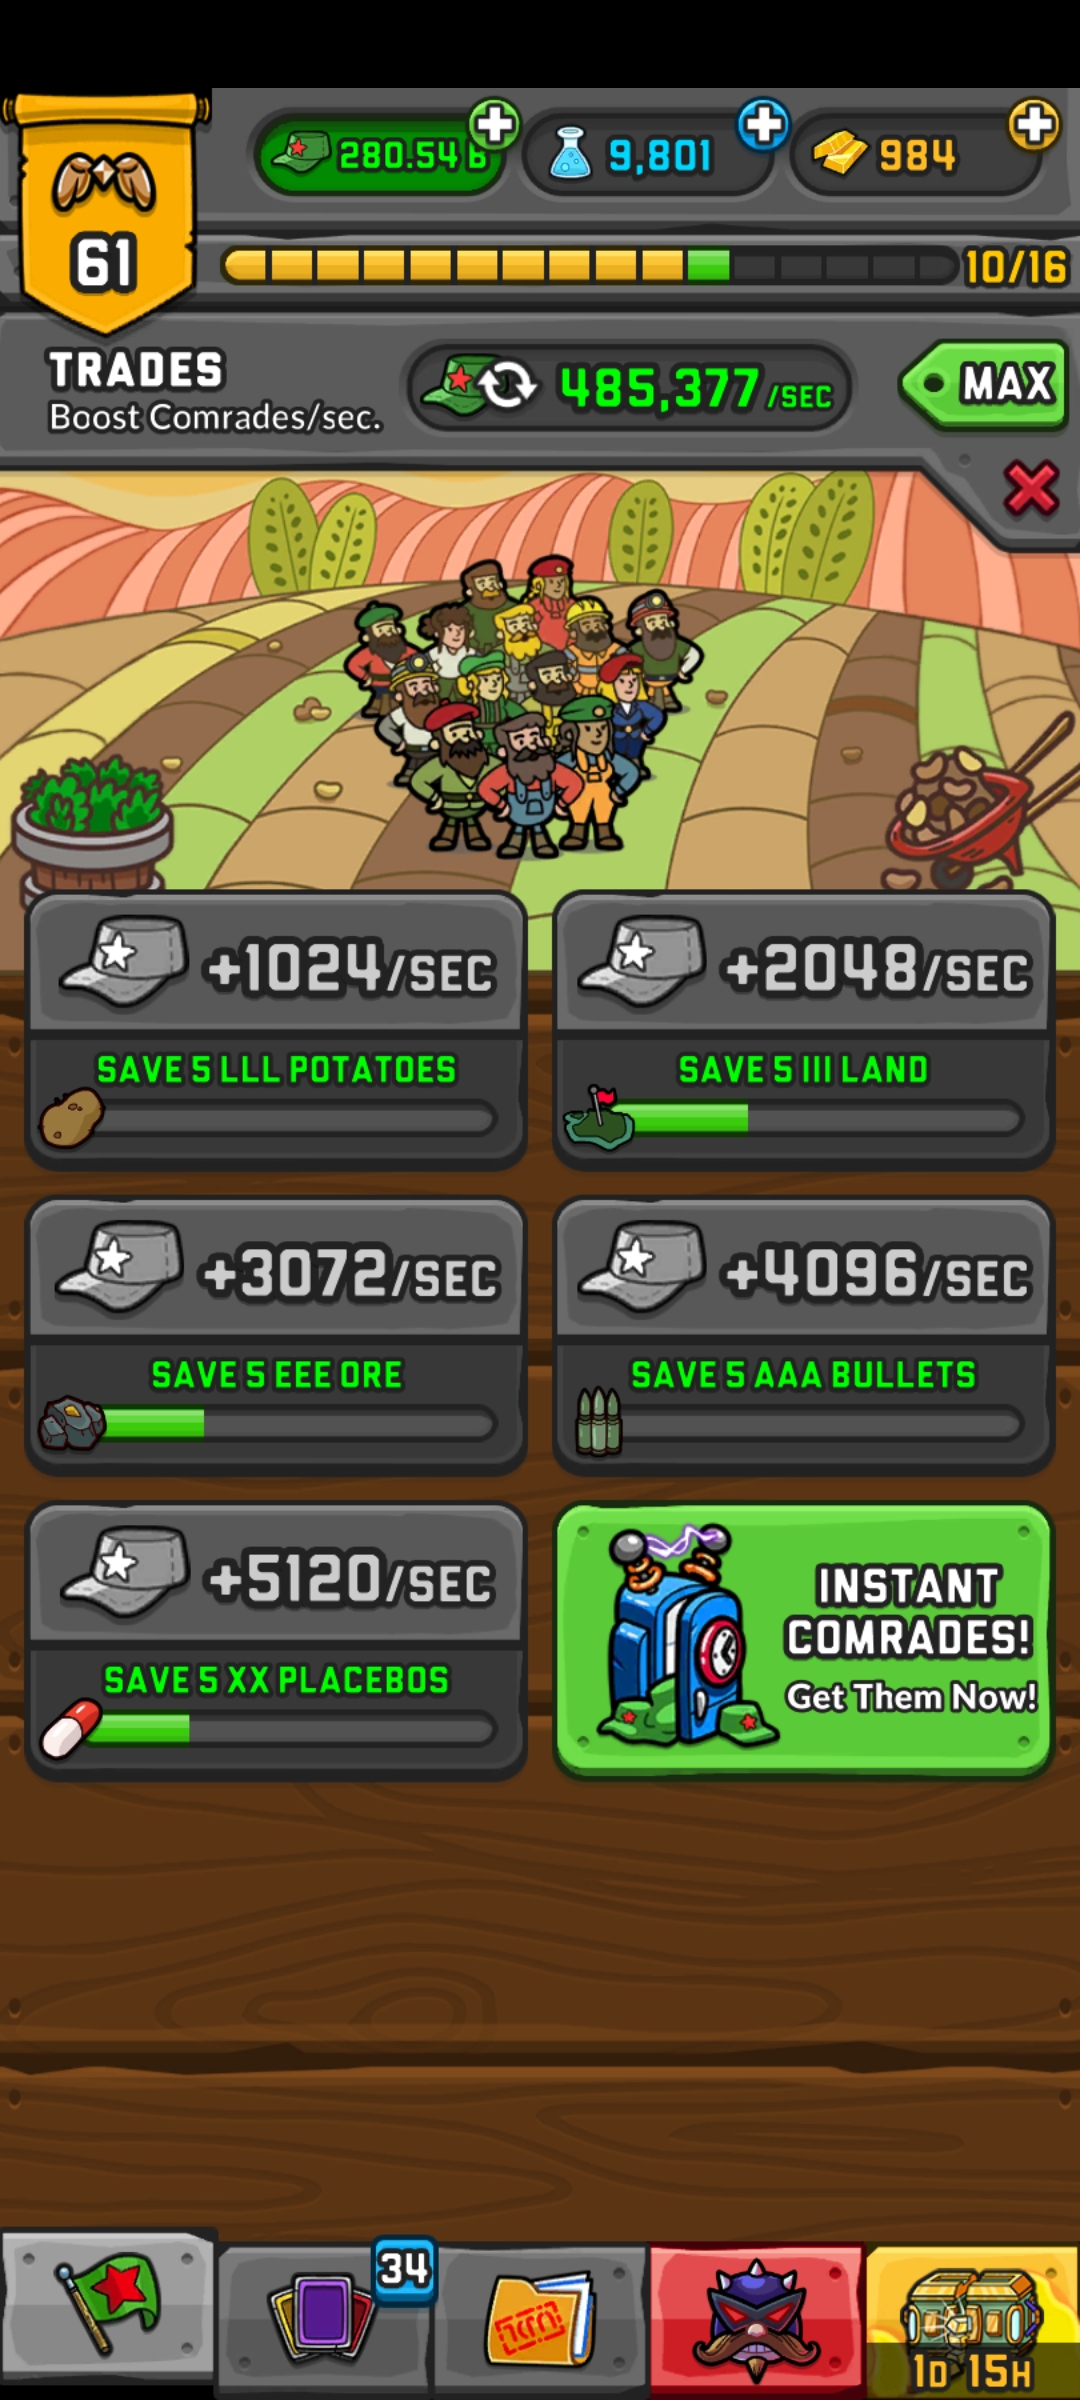 280.54 B
9,801
984
61
10/16
TRADES
Boost Comrades/sec.
485,377/SEC
MAX
+1024/SEC
+2048/SEC
SAVE 5 LLL POTATOES
SAVE 5 III LAND
+3072/SEC
+4096/SEC
SAVE 5 EEE ORE
SAVE 5 AAA BULLETS
+5120/SEC
INSTANT
COMRADES!
Get Them Now!
SAVE 5 XX PLACEBOS
34
1D 15H